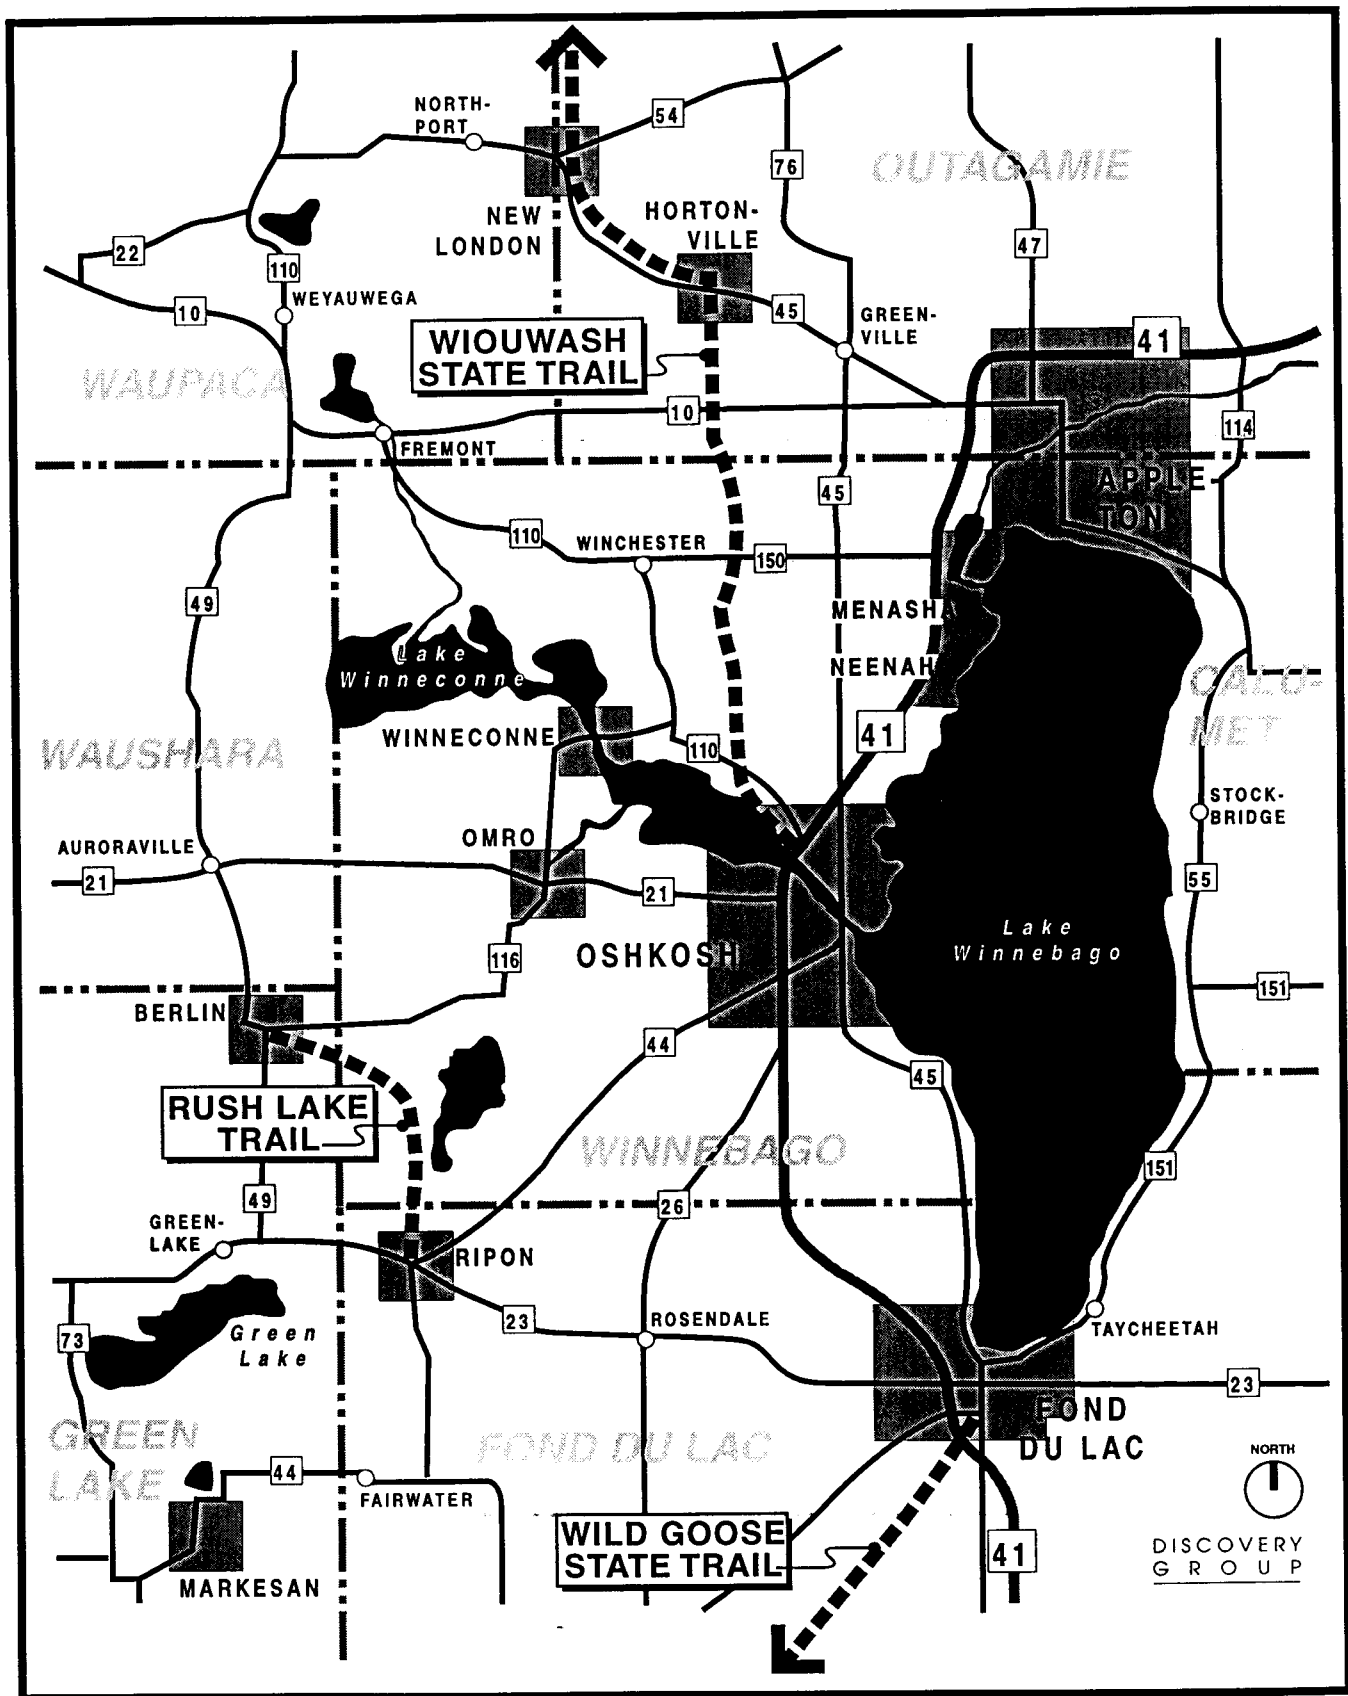 NORTH-
PORT
54
76
OUTAGAMIE
NEW
LONDON
HORTON-
VILLE
47
22
110
WEYAUWEGA
10
45
GREEN-
VILLE
WIOUWASH
STATE TRAIL
41
WAUPACA
10
114
FREMONT
APPLE-
TON
45
110
WINCHESTER
150
49
MENASHA
NEENAH
Lake
Winneconne
CALU-
MET
WINNECONNE
41
110
WAUSHARA
STOCK-
BRIDGE
OMRO
AURORAVILLE
21
21
55
Lake
Winnebago
OSHKOSH
116
151
BERLIN
44
45
RUSH LAKE
TRAIL
WINNEBAGO
151
49
26
GREEN-
LAKE
RIPON
23
ROSENDALE
TAYCHEETAH
73
Green
Lake
23
FOND
DU LAC
GREEN
LAKE
FOND DU LAC
NORTH
44
FAIRWATER
WILD GOOSE
STATE TRAIL
41
DISCOVERY
GROUP
MARKESAN